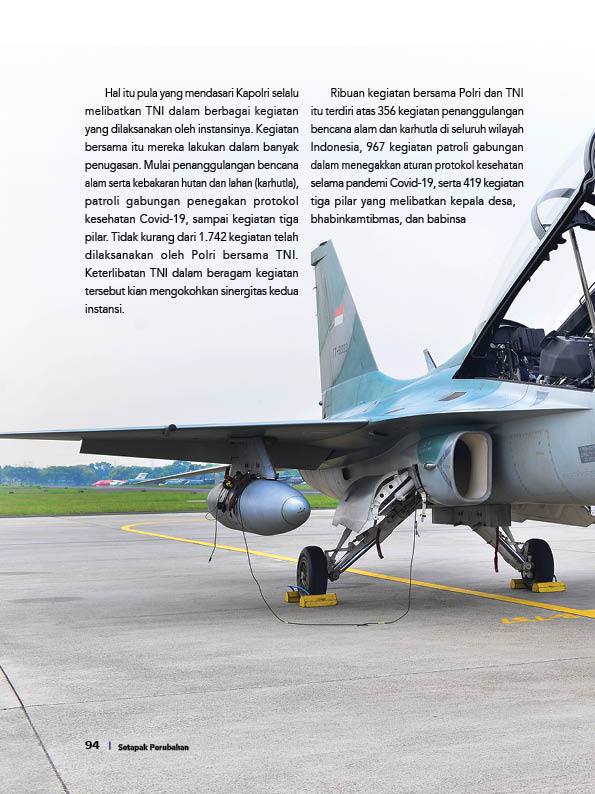 Hal itu pula yang mendasari Kapolri selalu
melibatkan TNI dalam berbagai kegiatan
yang dilaksanakan oleh instansinya. Kegiatan
bersama itu mereka lakukan dalam banyak
penugasan. Mulai penanggulangan bencana
alam serta kebakaran hutan dan lahan (karhutla),
patroli gabungan penegakan protokol
kesehatan Covid-19, sampai kegiatan tiga
pilar. Tidak kurang dari 1.742 kegiatan telah
dilaksanakan oleh Polri bersama TNI.
Keterlibatan TNI dalam beragam kegiatan
tersebut kian mengokohkan sinergitas kedua
instansi.
Ribuan kegiatan bersama Polri dan TNI
itu terdiri atas 356 kegiatan penanggulangan
bencana alam dan karhutla di seluruh wilayah
Indonesia, 967 kegiatan patroli gabungan
dalam menegakkan aturan protokol kesehatan
selama pandemi Covid-19, serta 419 kegiatan
tiga pilar yang melibatkan kepala desa,
bhabinkamtibmas, dan babinsa
TT-5003
94 | Setapak Perubahan